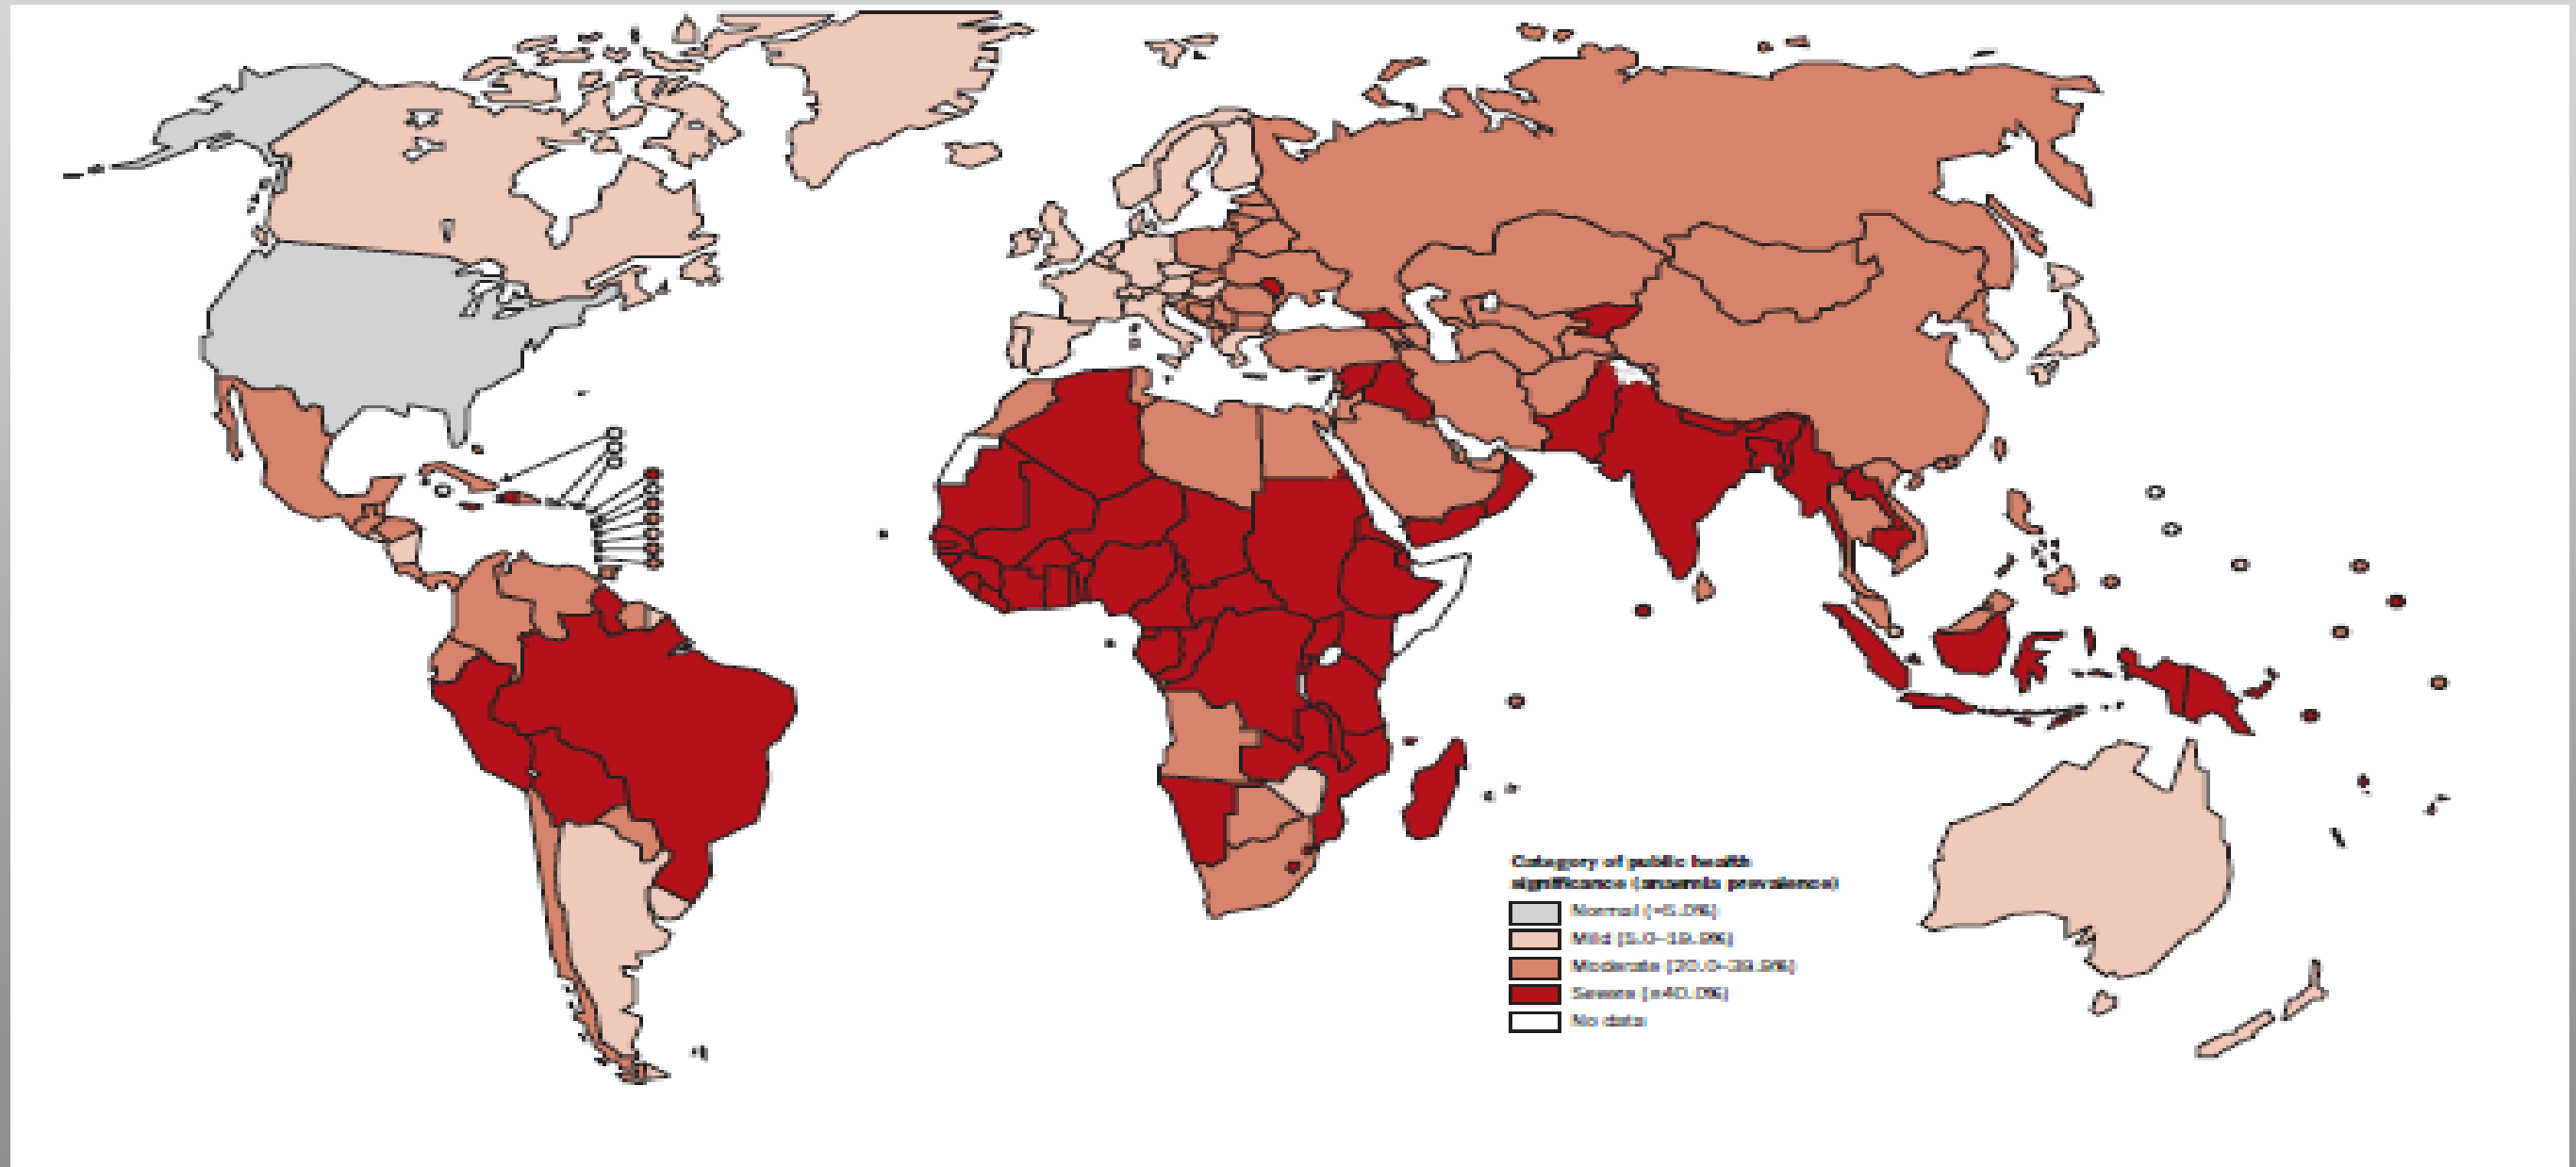 Category of public health
significance (anaemia prevalence)
Normal (<5.0%)
Mild (5.0–19.9%)
Moderate (20.0–39.9%)
Severe (≥40.0%)
No data